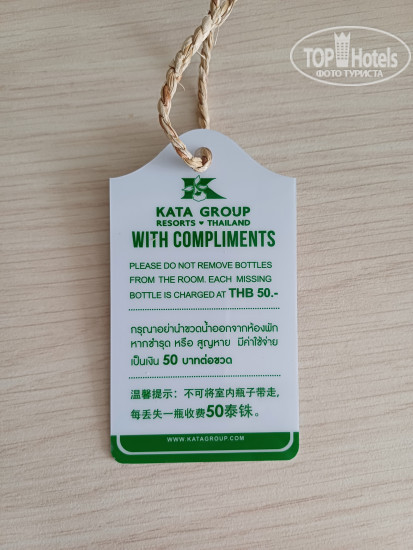 TOP Hotels
ФОТО ТУРИСТА
K
KATA GROUP
RESORTS ♥ THAILAND
WITH COMPLIMENTS
PLEASE DO NOT REMOVE BOTTLES
FROM THE ROOM. EACH MISSING
BOTTLE IS CHARGED AT THB 50.-
กรุณาอย่านำขวดน้ำออกจากห้องพัก
หากชำรุด หรือ สูญหาย มีค่าใช้จ่าย
เป็นเงิน 50 บาทต่อขวด
温馨提示：不可将室内瓶子带走,
每丢失一瓶收费50泰铢。
WWW.KATAGROUP.COM